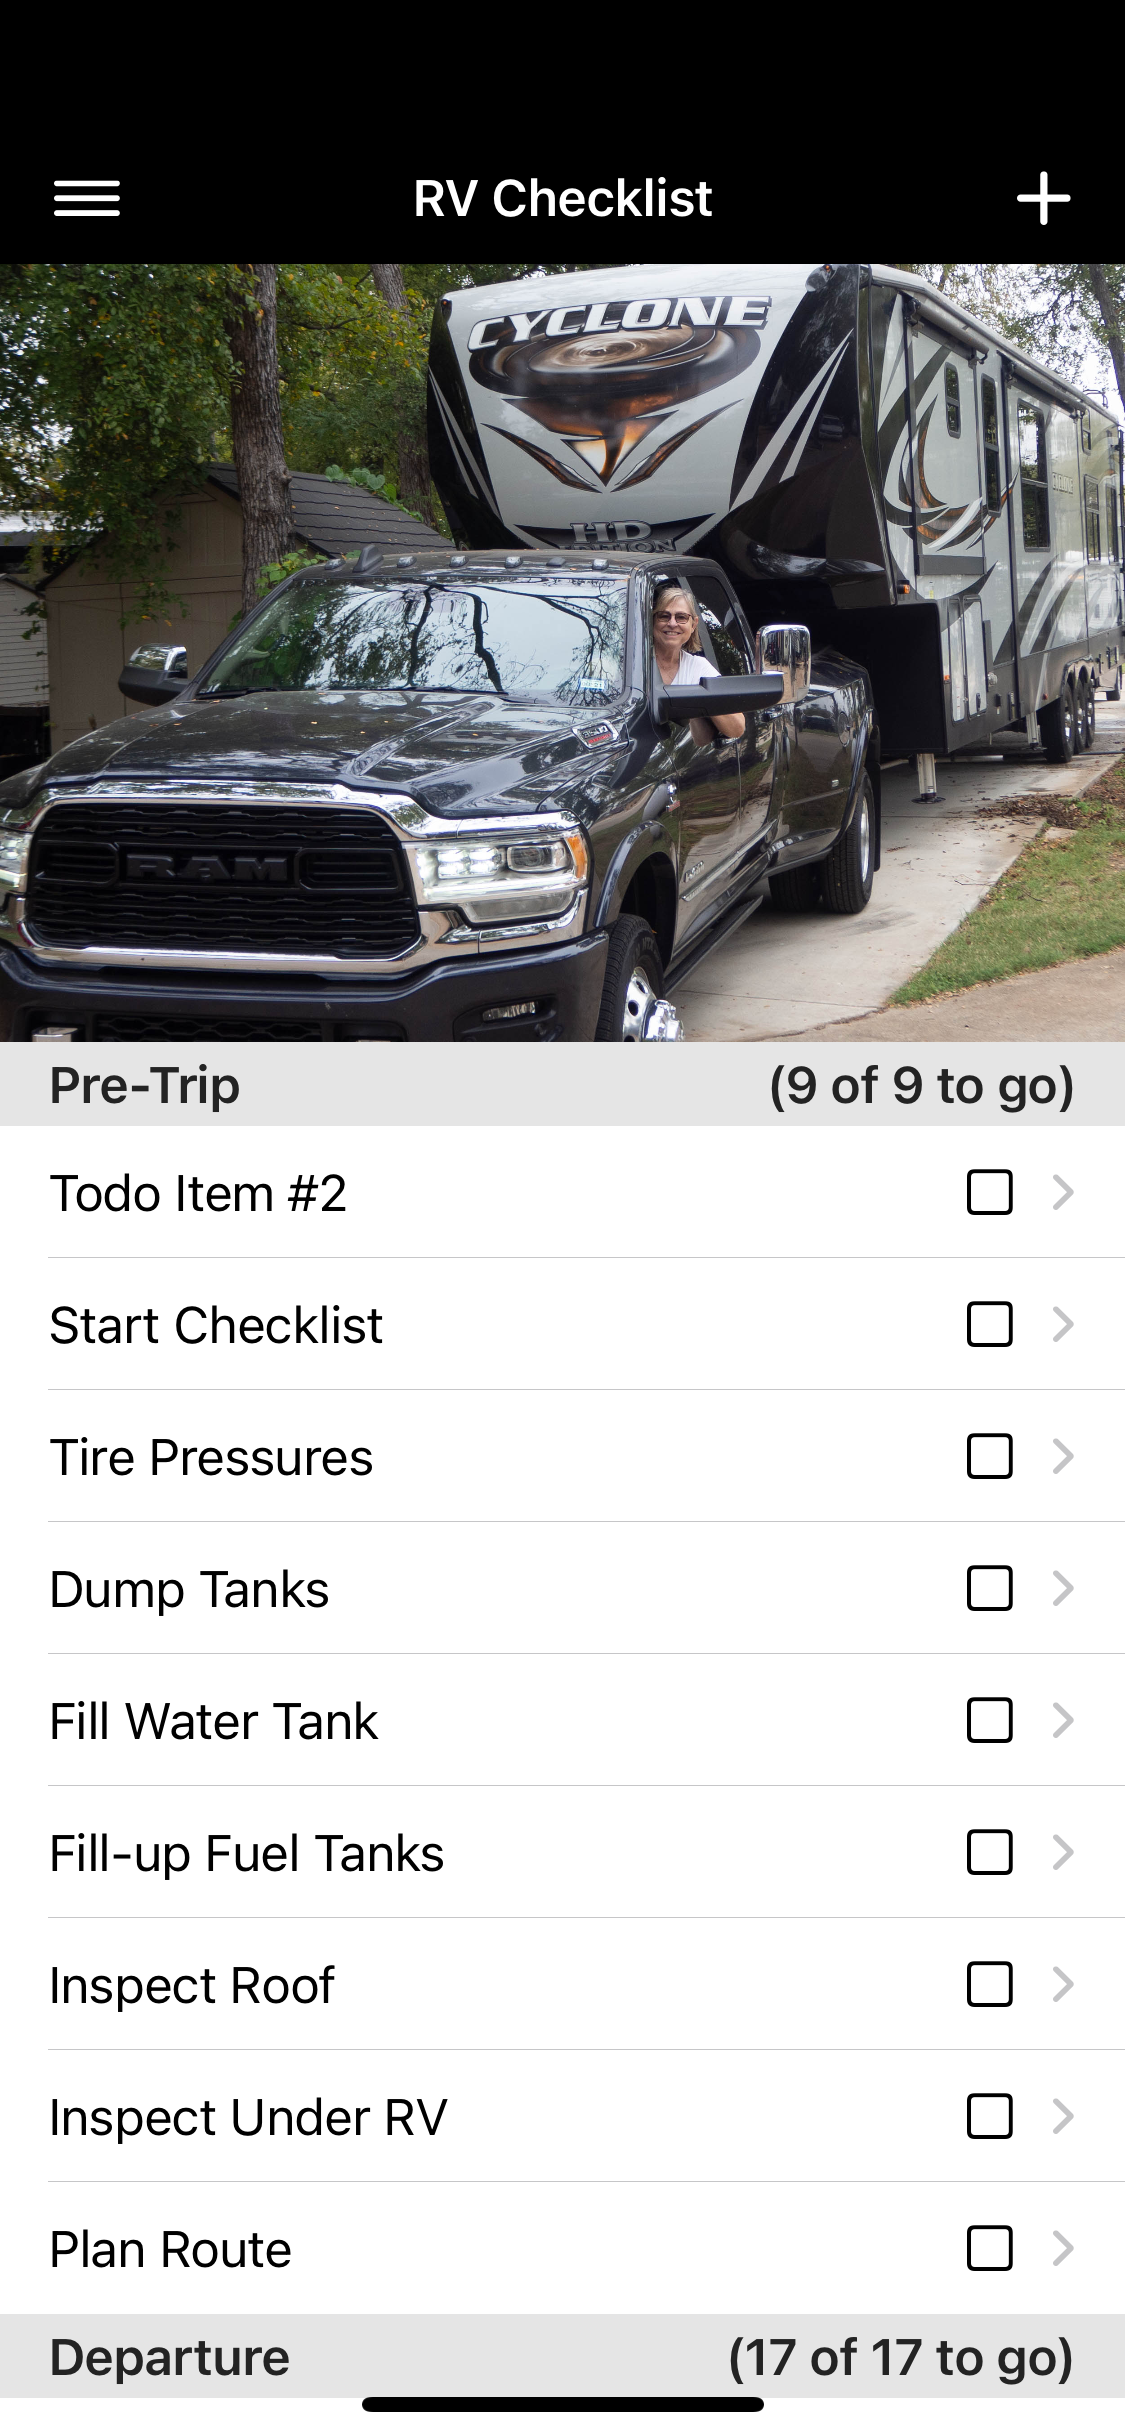 RV Checklist
CYCLONE
HD
RAM
Pre-Trip (9 of 9 to go)
Todo Item #2
Start Checklist
Tire Pressures
Dump Tanks
Fill Water Tank
Fill-up Fuel Tanks
Inspect Roof
Inspect Under RV
Plan Route
Departure (17 of 17 to go)